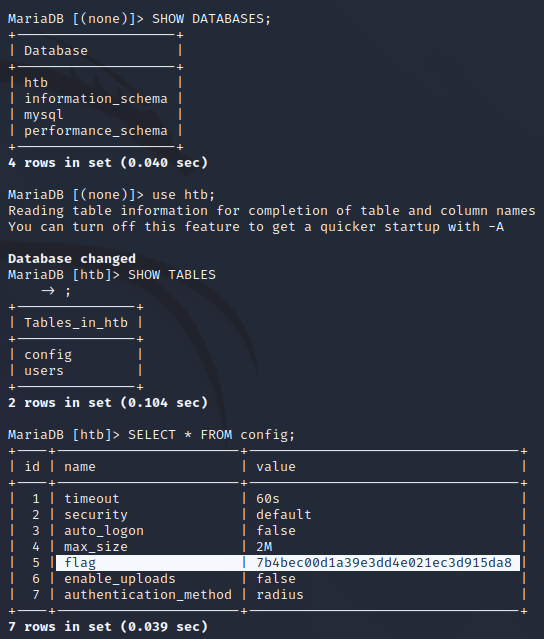 MariaDB [(none)]> SHOW DATABASES;
+--------------------+
| Database           |
+--------------------+
| htb                |
| information_schema |
| mysql              |
| performance_schema |
+--------------------+
4 rows in set (0.040 sec)

MariaDB [(none)]> use htb;
Reading table information for completion of table and column names
You can turn off this feature to get a quicker startup with -A

Database changed
MariaDB [htb]> SHOW TABLES
    -> ;
+---------------+
| Tables_in_htb |
+---------------+
| config        |
| users         |
+---------------+
2 rows in set (0.104 sec)

MariaDB [htb]> SELECT * FROM config;
+----+-----------------------+----------------------------------+
| id | name                  | value                            |
+----+-----------------------+----------------------------------+
|  1 | timeout               | 60s                              |
|  2 | security              | default                          |
|  3 | auto_logon            | false                            |
|  4 | max_size              | 2M                               |
|  5 | flag                  | 7b4bec00d1a39e3dd4e021ec3d915da8 |
|  6 | enable_uploads        | false                            |
|  7 | authentication_method | radius                           |
+----+-----------------------+----------------------------------+
7 rows in set (0.039 sec)